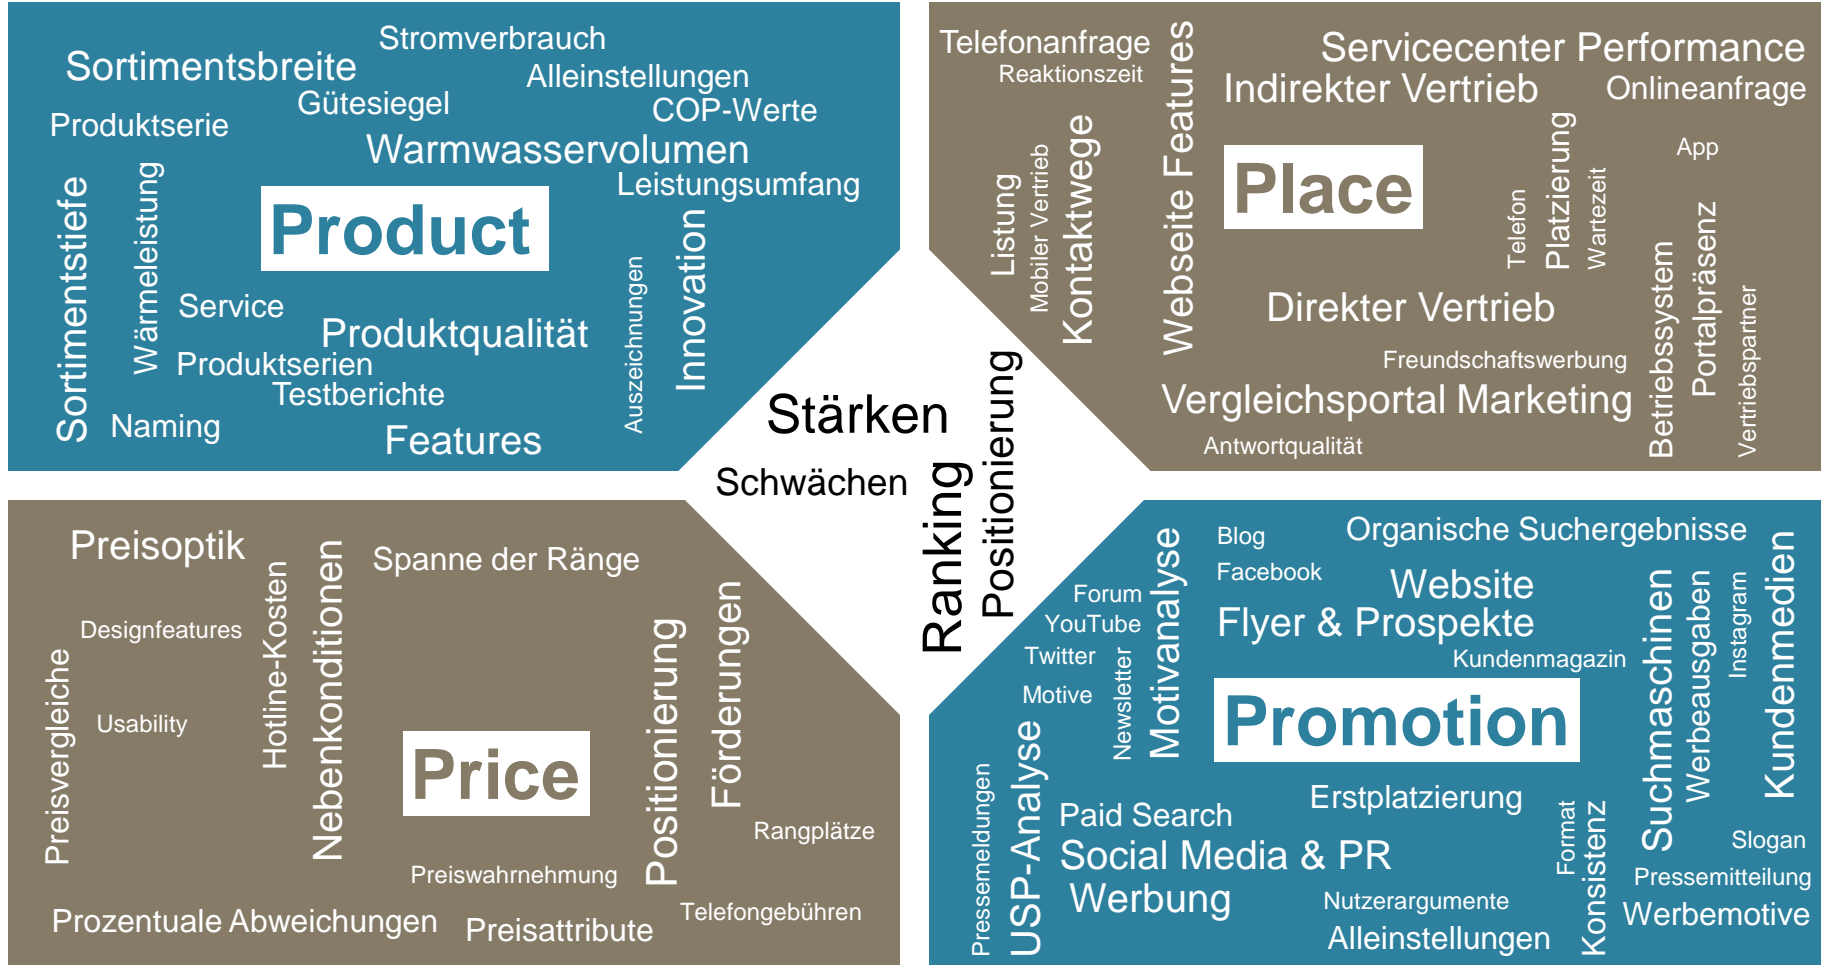 Stromverbrauch
Sortimentsbreite
Alleinstellungen
Gütesiegel
COP-Werte
Produktserie
Warmwasservolumen
Leistungsumfang
Sortimentstiefe
Wärmeleistung
Product
Innovation
Auszeichnungen
Service
Produktqualität
Produktserien
Testberichte
Naming
Features
Telefonanfrage
Reaktionszeit
Webseite Features
Servicecenter Performance
Indirekter Vertrieb
Onlineanfrage
Listung
Mobiler Vertrieb
Kontaktwege
Place
Telefon
Platzierung
Wartezeit
App
Direkter Vertrieb
Betriebssystem
Portalpräsenz
Vertriebspartner
Freundschaftswerbung
Vergleichsportal Marketing
Antwortqualität
Stärken
Schwächen
Ranking
Positionierung
Preisoptik
Spanne der Ränge
Designfeatures
Hotline-Kosten
Nebenkonditionen
Preisvergleiche
Usability
Price
Positionierung
Förderungen
Rangplätze
Preiswahrnehmung
Prozentuale Abweichungen
Preisattribute
Telefongebühren
Blog
Organische Suchergebnisse
Facebook
Website
Forum
Flyer & Prospekte
YouTube
Twitter
Kundenmagazin
Motive
Newsletter
Motivanalyse
Promotion
Suchmaschinen
Werbeausgaben
Instagram
Kundenmedien
Pressemeldungen
USP-Analyse
Erstplatzierung
Paid Search
Social Media & PR
Werbung
Format
Konsistenz
Slogan
Pressemitteilung
Nutzerargumente
Werbemotive
Alleinstellungen